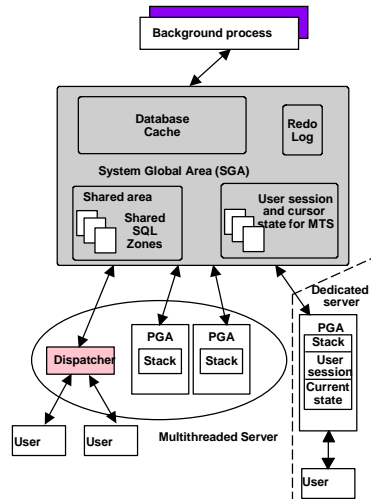 Background process
Database
Cache
Redo
Log
System Global Area (SGA)
Shared area
Shared
SQL
Zones
User session
and cursor
state for MTS
Dedicated
server
PGA
Stack
PGA
Stack
Dispatcher
PGA
Stack
User
session
Current
state
User
User
Multithreaded Server
User